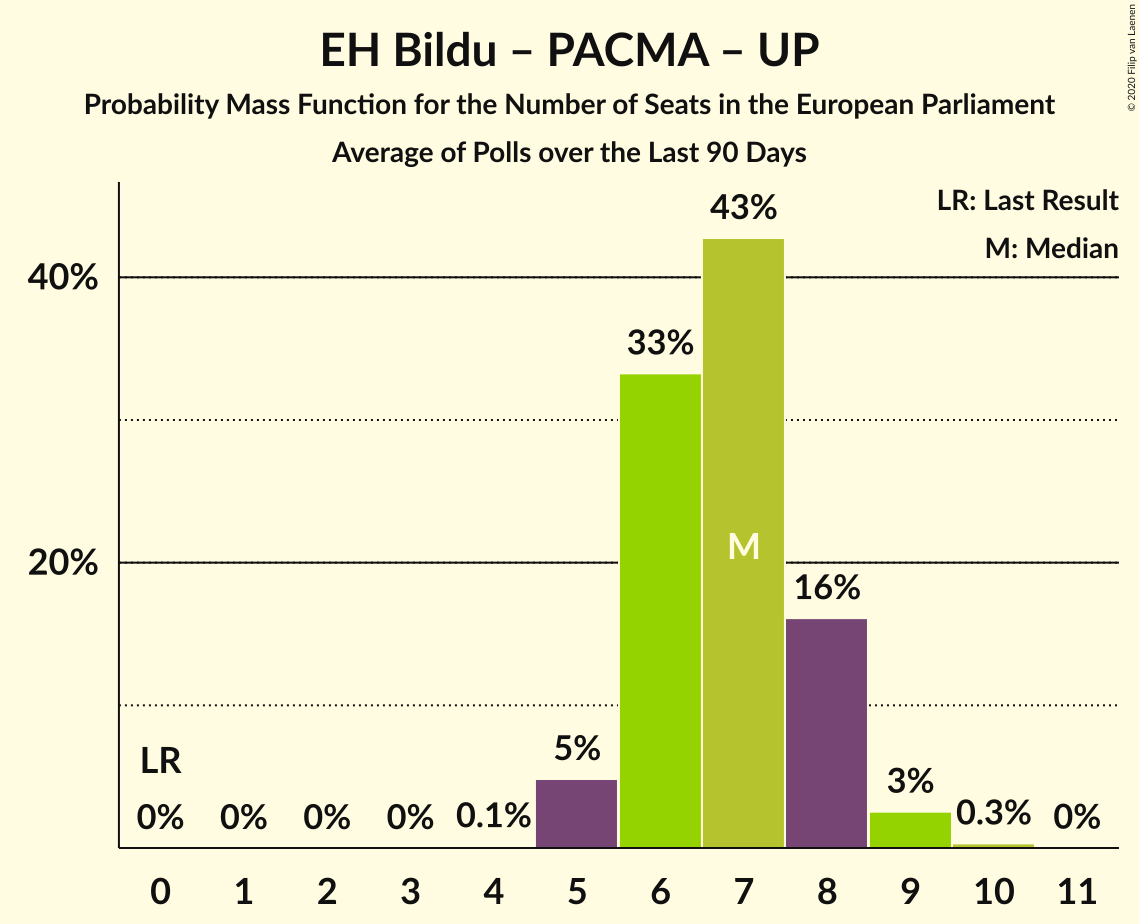 EH Bildu – PACMA – UP
Probability Mass Function for the Number of Seats in the European Parliament
Average of Polls over the Last 90 Days
© 2020 Filip van Laenen
LR: Last Result
M: Median
43%
40%
33%
M
20%
16%
LR
5%
3%
0% 0% 0% 0% 0.1% 0.3% 0%
0 1 2 3 4 5 6 7 8 9 10 11